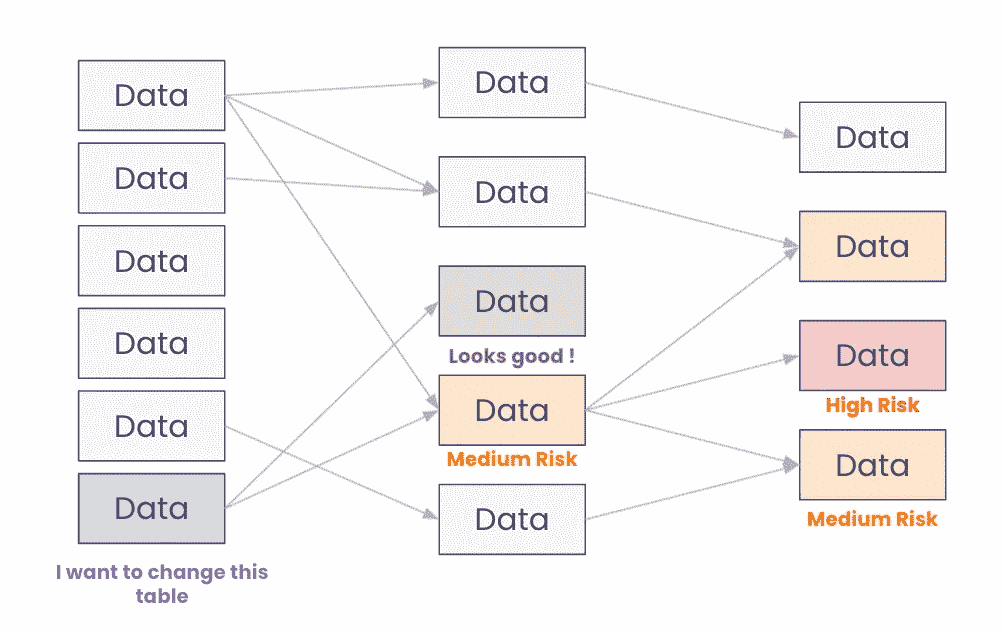 Data
Data
Data
Data
Data
Data
I want to change this
table
Data
Data
Data
Looks good !
Data
Medium Risk
Data
Data
Data
Data
High Risk
Data
Medium Risk